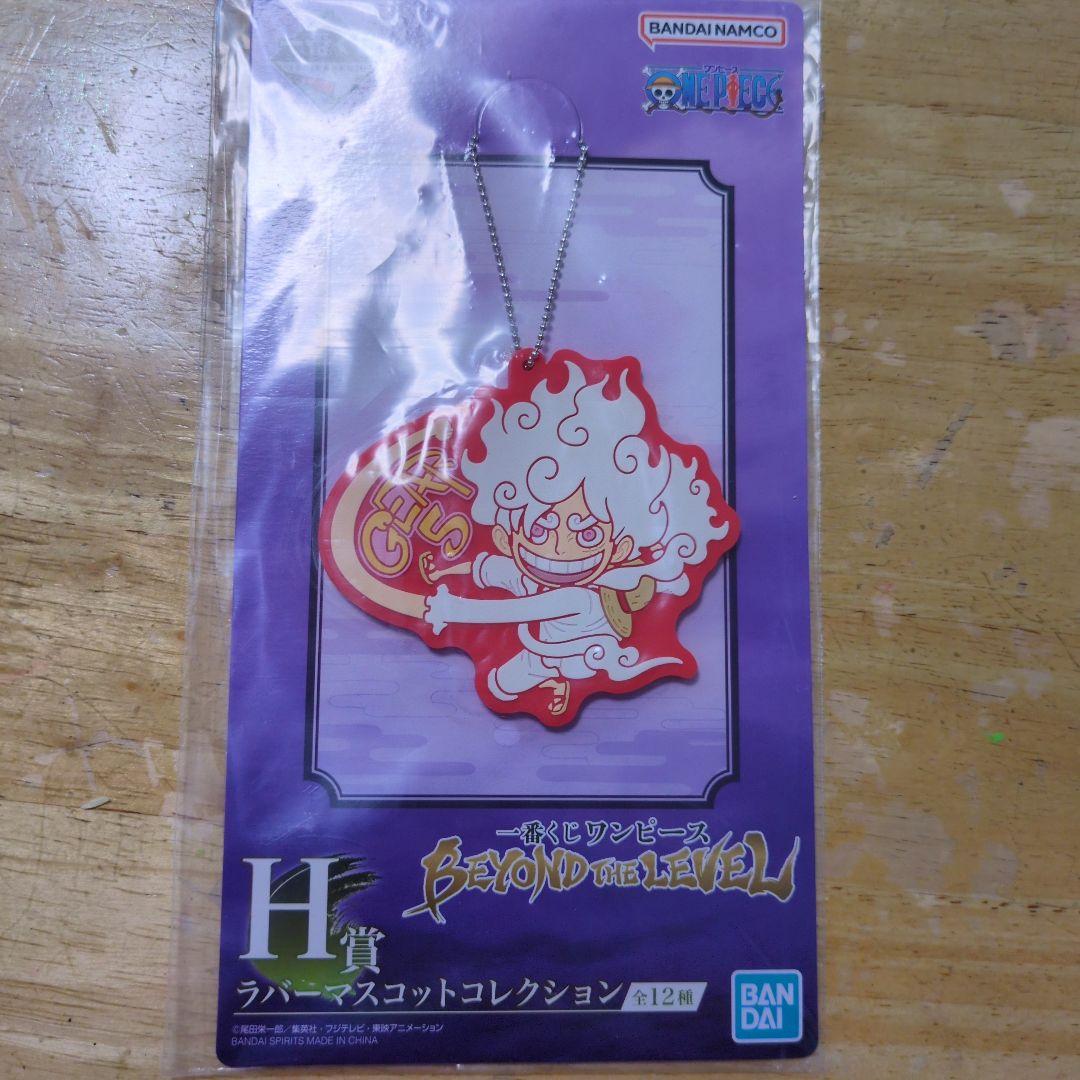 BANDAI NAMCO
ワンピース
ONE PIECE
GEAR
5
一番くじ ワンピース
BEYOND THE LEVEL
H賞
ラバーマスコットコレクション 全12種
©尾田栄一郎／集英社・フジテレビ・東映アニメーション
BANDAI SPIRITS MADE IN CHINA
BAN
DAI